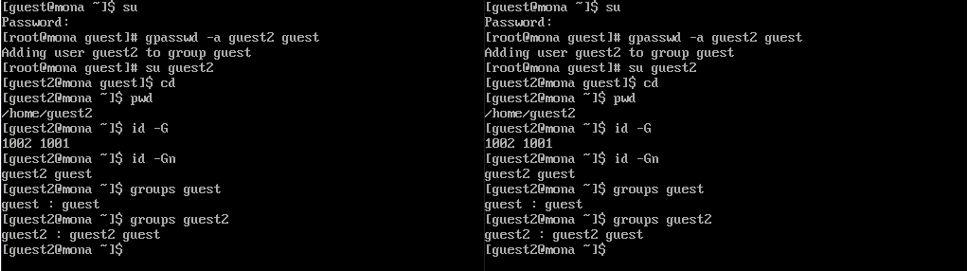 [guest@mona ~]$ su
Password:
[root@mona guest]# gpasswd -a guest2 guest
Adding user guest2 to group guest
[root@mona guest]# su guest2
[guest2@mona guest]$ cd
[guest2@mona ~]$ pwd
/home/guest2
[guest2@mona ~]$ id -G
1002 1001
[guest2@mona ~]$ id -Gn
guest2 guest
[guest2@mona ~]$ groups guest
guest : guest
[guest2@mona ~]$ groups guest2
guest2 : guest2 guest
[guest2@mona ~]$
[guest@mona ~]$ su
Password:
[root@mona guest]# gpasswd -a guest2 guest
Adding user guest2 to group guest
[root@mona guest]# su guest2
[guest2@mona guest]$ cd
[guest2@mona ~]$ pwd
/home/guest2
[guest2@mona ~]$ id -G
1002 1001
[guest2@mona ~]$ id -Gn
guest2 guest
[guest2@mona ~]$ groups guest
guest : guest
[guest2@mona ~]$ groups guest2
guest2 : guest2 guest
[guest2@mona ~]$